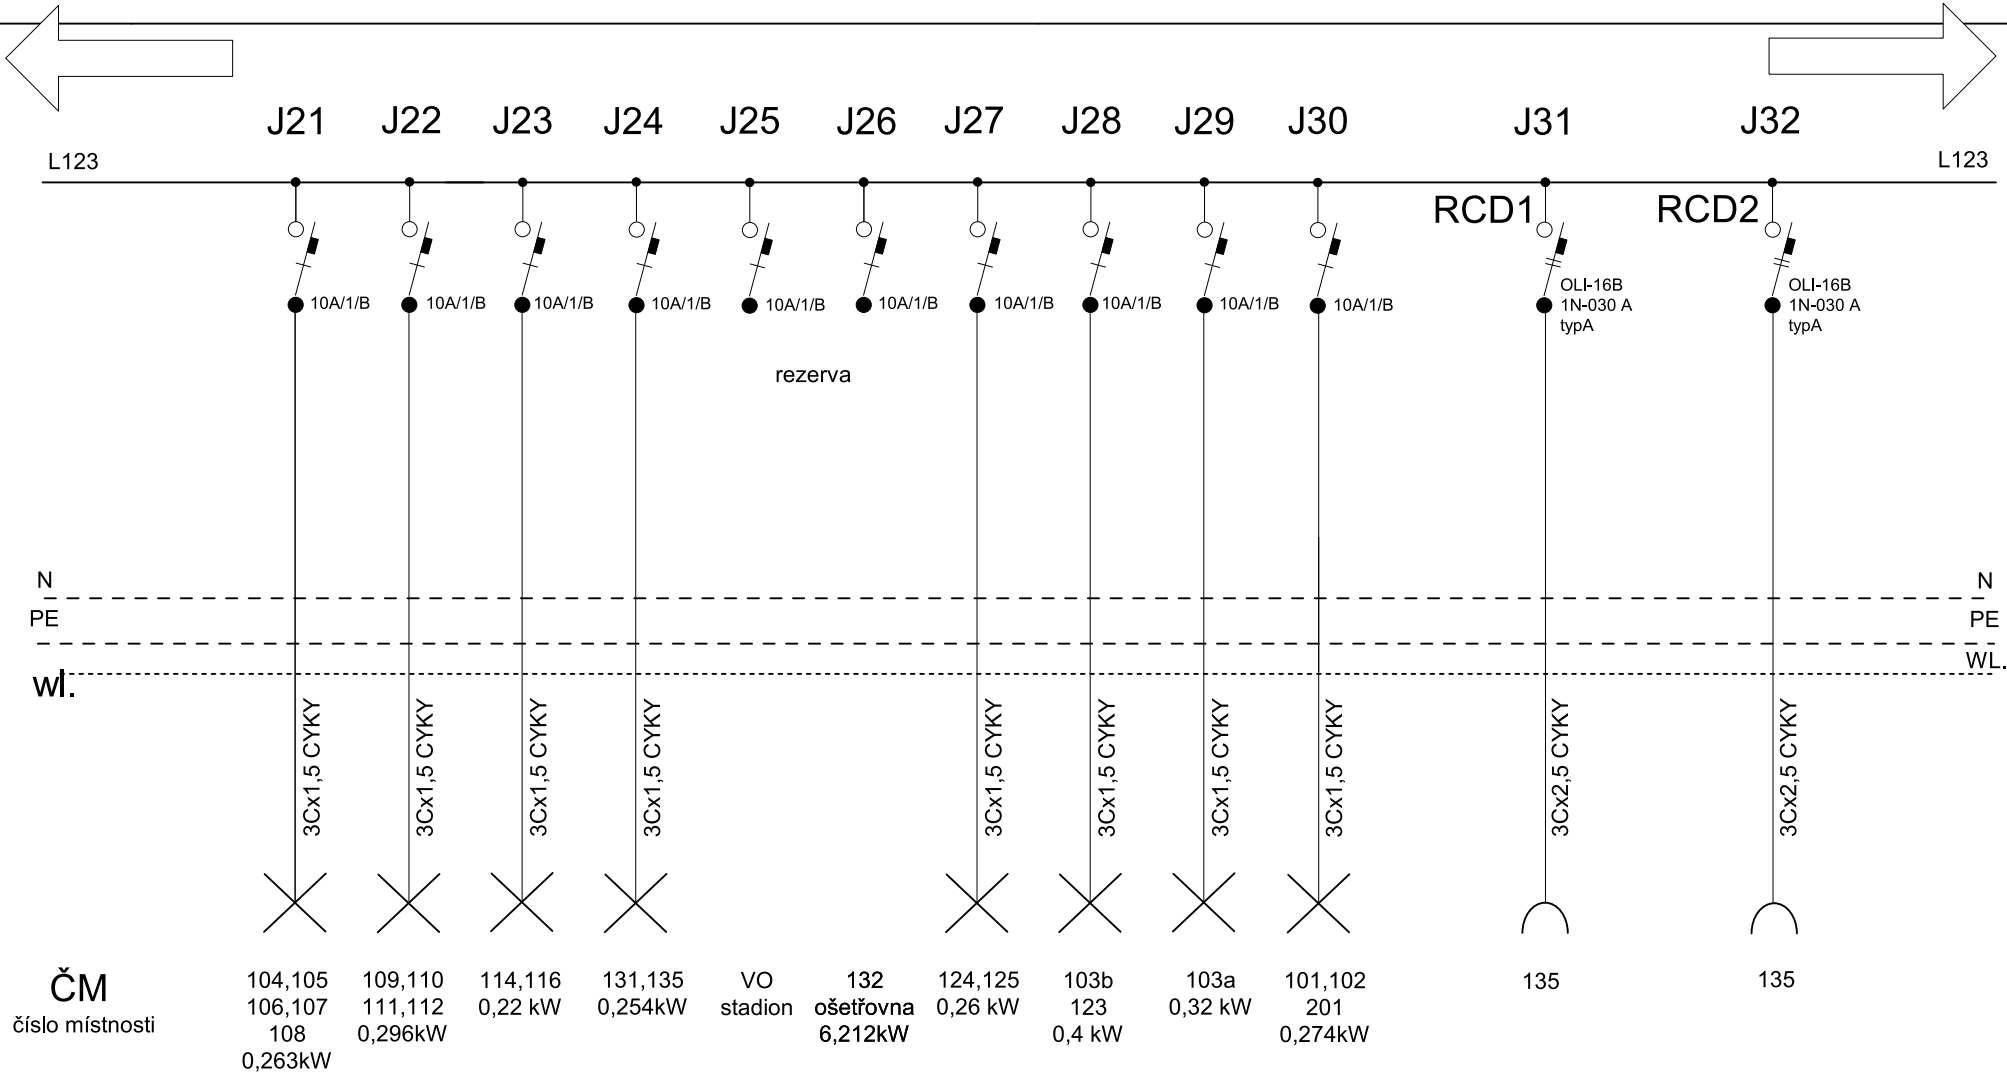 J21 J22 J23 J24 J25 J26 J27 J28 J29 J30 J31 J32
L123 L123
RCD1 RCD2
10A/1/B 10A/1/B 10A/1/B 10A/1/B 10A/1/B 10A/1/B 10A/1/B 10A/1/B 10A/1/B 10A/1/B
OLI-16B
1N-030 A
typA
OLI-16B
1N-030 A
typA
rezerva
N N
PE PE
Wl. WL.
3Cx1,5 CYKY
3Cx1,5 CYKY
3Cx1,5 CYKY
3Cx1,5 CYKY
3Cx1,5 CYKY
3Cx1,5 CYKY
3Cx1,5 CYKY
3Cx1,5 CYKY
3Cx2,5 CYKY
3Cx2,5 CYKY
ČM
číslo místnosti
104,105
106,107
108
0,263kW
109,110
111,112
0,296kW
114,116
0,22 kW
131,135
0,254kW
VO
stadion
132
ošetřovna
6,212kW
124,125
0,26 kW
103b
123
0,4 kW
103a
0,32 kW
101,102
201
0,274kW
135
135